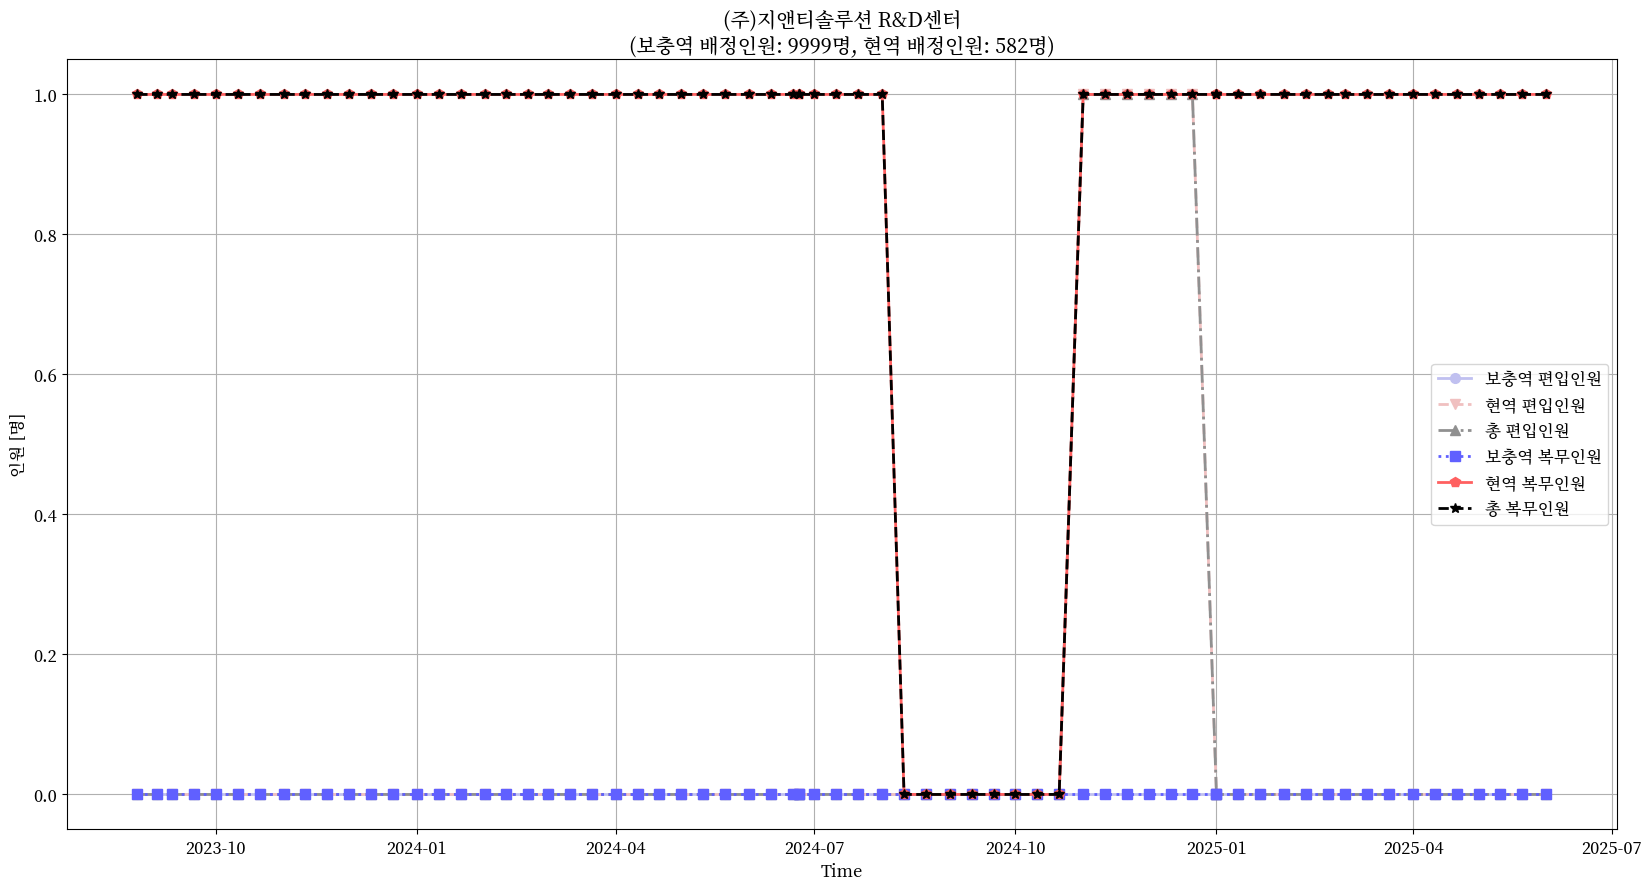 (주)지앤티솔루션 R&D센터
(보충역 배정인원: 9999명, 현역 배정인원: 582명)
1.0
0.8
0.6
0.4
0.2
0.0
인원 [명]
보충역 편입인원
현역 편입인원
총 편입인원
보충역 복무인원
현역 복무인원
총 복무인원
2023-10
2024-01
2024-04
2024-07
2024-10
2025-01
2025-04
2025-07
Time